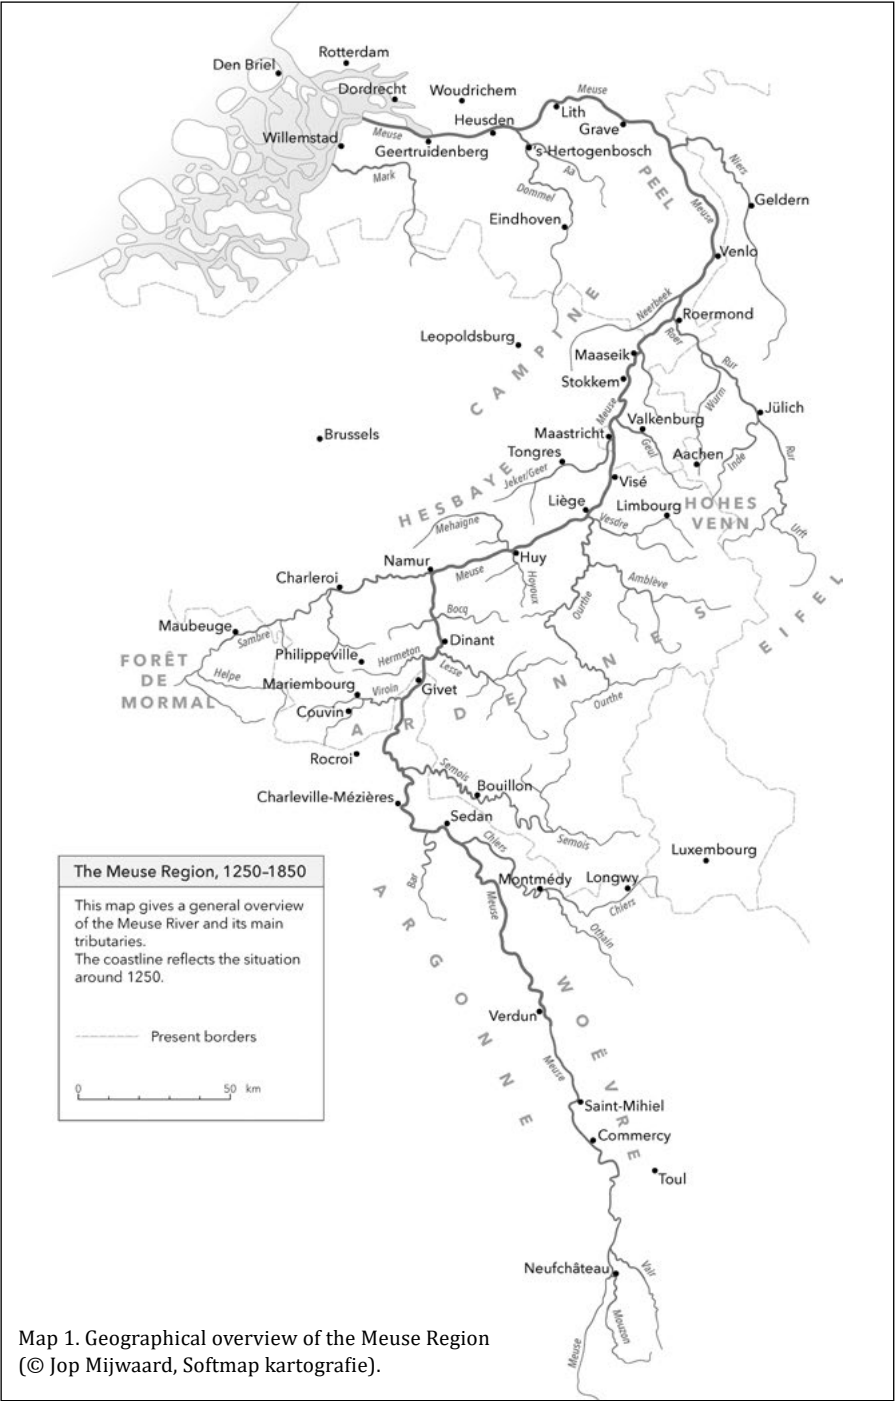 Rotterdam
Den Briel
Dordrecht
Woudrichem
Meuse
Lith
Heusden
Grave
Willemstad
Meuse
Geertruidenberg
's-Hertogenbosch
Niers
Mark
Aa
PEEL
Dommel
Geldern
Meuse
Eindhoven
Venlo
Neerbeek
CAMPINE
Roermond
Leopoldsburg
Roer
Maaseik
Rur
Stokkem
Wurm
Meuse
Jülich
Valkenburg
Brussels
Maastricht
Geul
Tongres
Aachen
Inde
Rur
HESBAYE
Jeker/Geer
Visé
Liège
Limbourg
HOHES
VENN
Mehaigne
Vesdre
Urft
Namur
Huy
Meuse
Charleroi
Hoyoux
Amblève
EIFEL
Bocq
Ourthe
Maubeuge
Sambre
Dinant
Philippeville
Hermeton
FORÊT
DE
MORMAL
Helpe
Lesse
Mariembourg
Viroin
Givet
Ourthe
Couvin
ARDENNES
Rocroi
Semois
Bouillon
Charleville-Mézières
Sedan
Chiers
Semois
Luxembourg
Bar
Montmédy
Longwy
Meuse
Chiers
ARGONNE
Othain
WOËVRE
Verdun
Meuse
Saint-Mihiel
Commercy
Toul
Neufchâteau
Vair
Mouzon
Meuse
The Meuse Region, 1250–1850
This map gives a general overview
of the Meuse River and its main
tributaries.
The coastline reflects the situation
around 1250.
Present borders
0 50 km
Map 1. Geographical overview of the Meuse Region
(© Jop Mijwaard, Softmap kartografie).